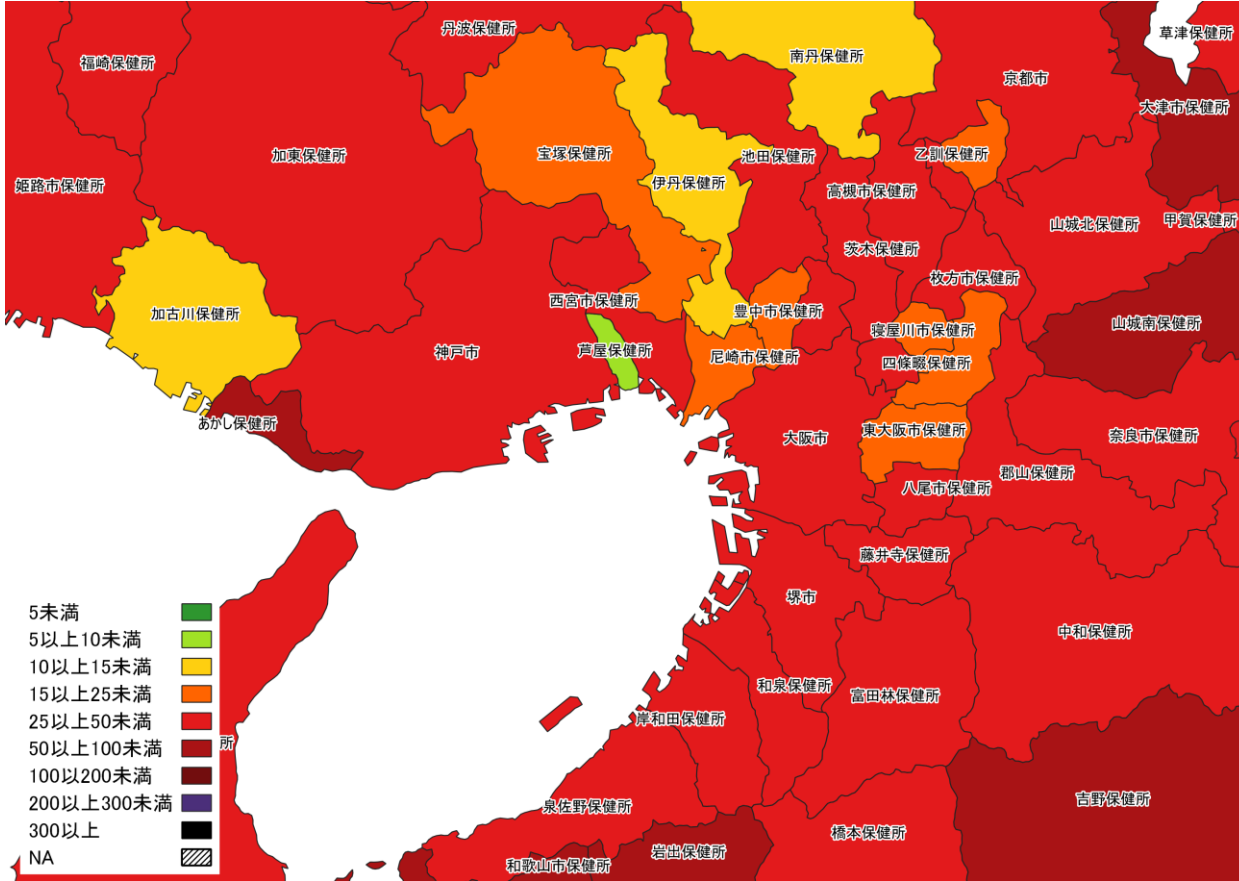 丹波保健所
草津保健所
福崎保健所
南丹保健所
京都市
大津市保健所
加東保健所
宝塚保健所
池田保健所
乙訓保健所
姫路市保健所
伊丹保健所
高槻市保健所
山城北保健所
甲賀保健所
茨木保健所
枚方市保健所
西宮市保健所
加古川保健所
豊中市保健所
山城南保健所
寝屋川市保健所
神戸市
芦屋保健所
尼崎市保健所
四條畷保健所
あかし保健所
大阪市
東大阪市保健所
奈良市保健所
郡山保健所
八尾市保健所
藤井寺保健所
堺市
中和保健所
和泉保健所
富田林保健所
岸和田保健所
所
吉野保健所
泉佐野保健所
橋本保健所
岩出保健所
和歌山市保健所
5未満
5以上10未満
10以上15未満
15以上25未満
25以上50未満
50以上100未満
100以200未満
200以上300未満
300以上
NA